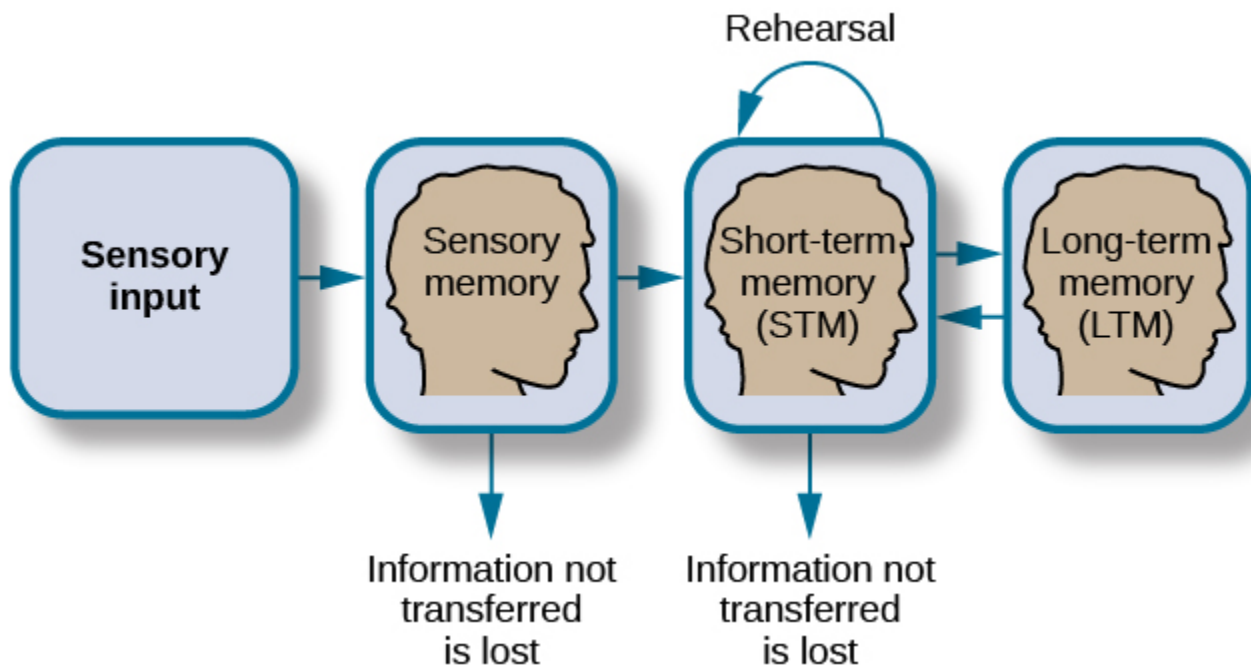 Rehearsal
Sensory
input
Sensory
memory
Short-term
memory
(STM)
Long-term
memory
(LTM)
Information not
transferred
is lost
Information not
transferred
is lost